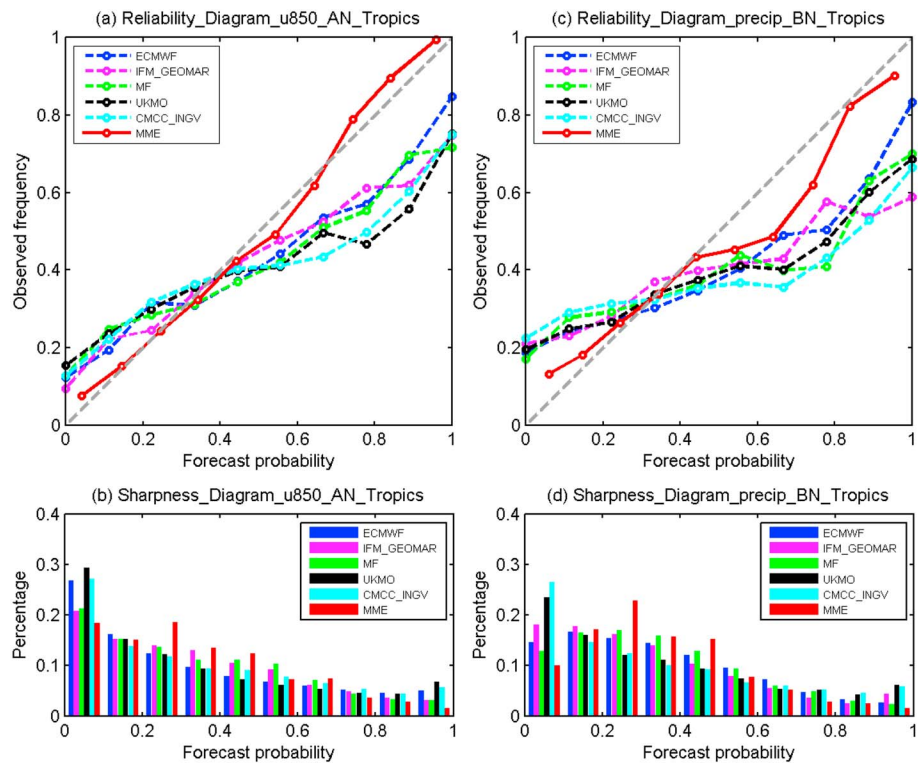 (a) Reliability_Diagram_u850_AN_Tropics
1
0.8
0.6
0.4
0.2
0
Observed frequency
ECMWF
IFM_GEOMAR
MF
UKMO
CMCC_INGV
MME
0 0.2 0.4 0.6 0.8 1
Forecast probability
(c) Reliability_Diagram_precip_BN_Tropics
1
0.8
0.6
0.4
0.2
0
Observed frequency
ECMWF
IFM_GEOMAR
MF
UKMO
CMCC_INGV
MME
0 0.2 0.4 0.6 0.8 1
Forecast probability
(b) Sharpness_Diagram_u850_AN_Tropics
0.4
0.3
0.2
0.1
0
Percentage
ECMWF
IFM_GEOMAR
MF
UKMO
CMCC_INGV
MME
0 0.2 0.4 0.6 0.8 1
Forecast probability
(d) Sharpness_Diagram_precip_BN_Tropics
0.4
0.3
0.2
0.1
0
Percentage
ECMWF
IFM_GEOMAR
MF
UKMO
CMCC_INGV
MME
0 0.2 0.4 0.6 0.8 1
Forecast probability